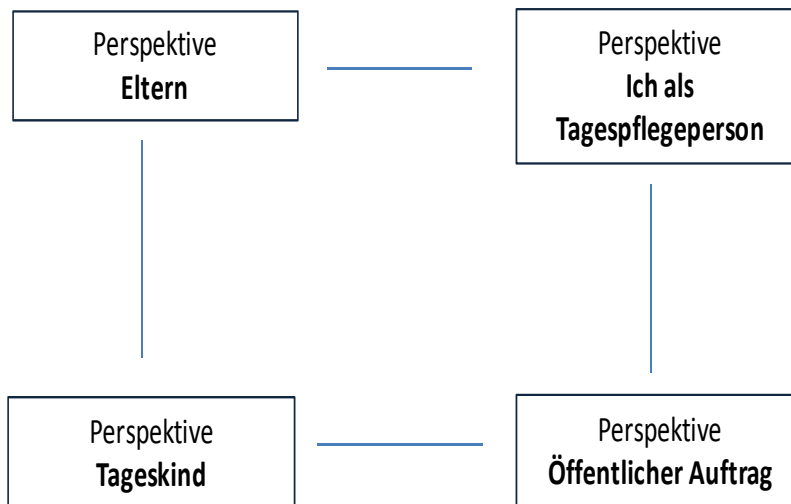 Perspektive
Eltern
Perspektive
Ich als
Tagespflegeperson
Perspektive
Tageskind
Perspektive
Öffentlicher Auftrag